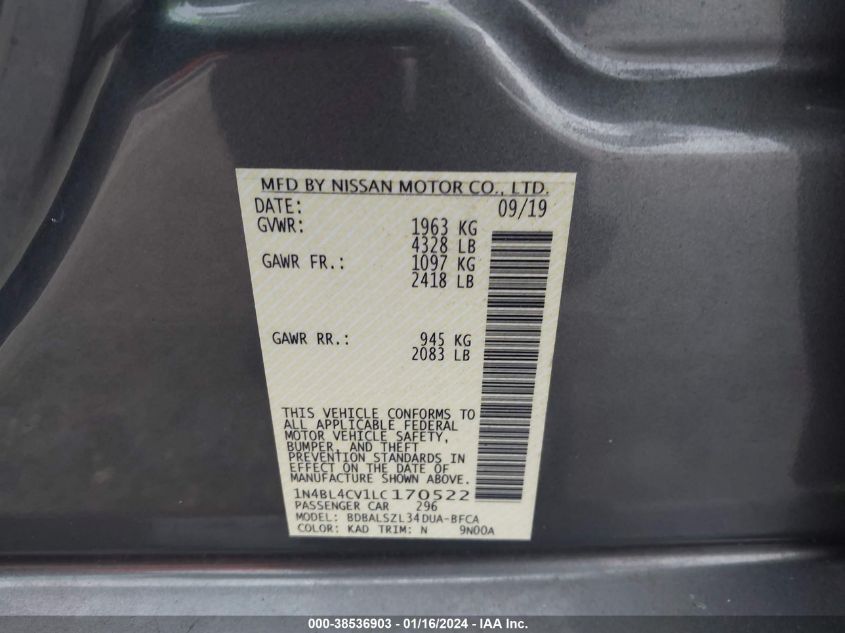 MFD BY NISSAN MOTOR CO., LTD.
DATE: 09/19
GVWR: 1963 KG
4328 LB
GAWR FR.: 1097 KG
2418 LB
GAWR RR.: 945 KG
2083 LB
THIS VEHICLE CONFORMS TO
ALL APPLICABLE FEDERAL
MOTOR VEHICLE SAFETY,
BUMPER, AND THEFT
PREVENTION STANDARDS IN
EFFECT ON THE DATE OF
MANUFACTURE SHOWN ABOVE.
1N4BL4CV1LC170522
PASSENGER CAR 296
MODEL: BDBALSZL34DUA-BFCA
COLOR: KAD TRIM: N 9N00A
000-38536903 — 01/16/2024 — IAA Inc.